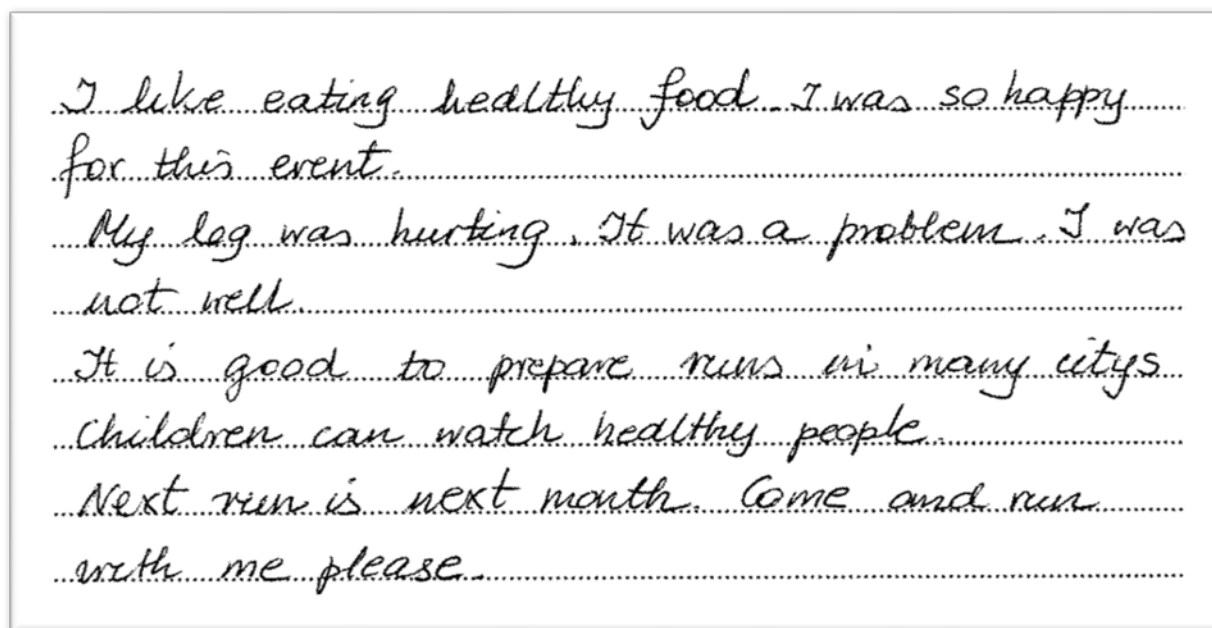 I like eating healthy food. I was so happy
for this event.
My leg was hurting. It was a problem. I was
not well.
It is good to prepare runs in many citys
Children can watch healthy people.
Next run is next month. Come and run
with me please.